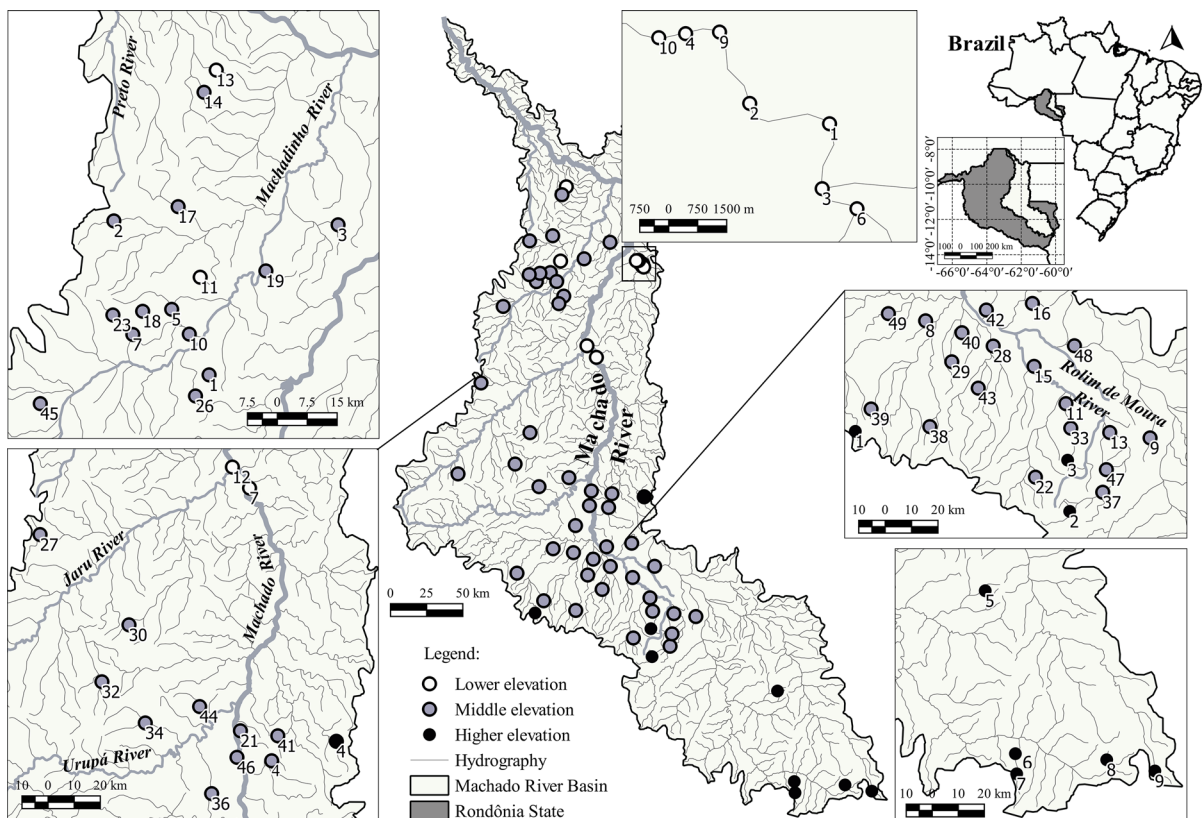 Preto River
Machadinho River
13
14
17
2
3
19
11
23
18
5
7
10
1
26
45
7.5 0 7.5 15 km
10
4
9
2
1
3
6
750 0 750 1500 m
Brazil
-8°0′
-10°0′
-12°0′
-14°0′
100 0 100 200 km
-66°0′ -64°0′ -62°0′ -60°0′
Machado
River
12
7
27
Jaru River
Machado River
30
32
44
34
21
41
4
46
4
Urupá River
36
10 0 10 20 km
0 25 50 km
Legend:
Lower elevation
Middle elevation
Higher elevation
Hydrography
Machado River Basin
Rondônia State
49
8
42
16
40
28
48
29
15
Rolim de Moura
River
43
39
11
1
38
33
13
9
3
22
47
37
2
10 0 10 20 km
5
6
7
8
9
10 0 10 20 km